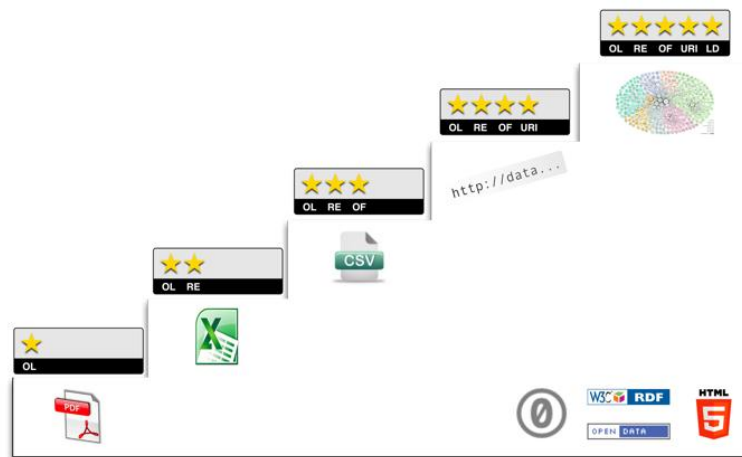 OL RE OF URI LD
OL RE OF URI
http://data...
OL RE OF
CSV
OL RE
X
OL
PDF
0
W3C RDF
HTML
5
OPEN DATA